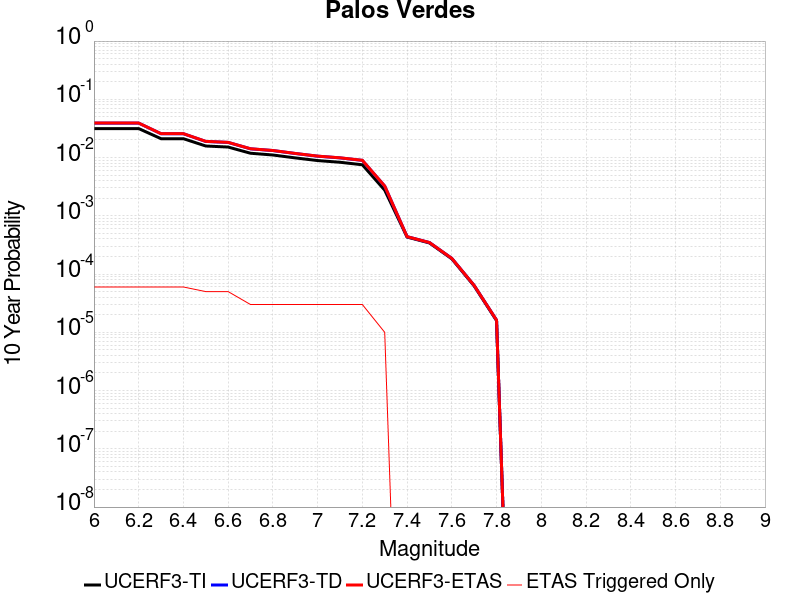 Palos Verdes
10 Year Probability
10^0
10^-1
10^-2
10^-3
10^-4
10^-5
10^-6
10^-7
10^-8
6 6.2 6.4 6.6 6.8 7 7.2 7.4 7.6 7.8 8 8.2 8.4 8.6 8.8 9
Magnitude
UCERF3-TI UCERF3-TD UCERF3-ETAS ETAS Triggered Only